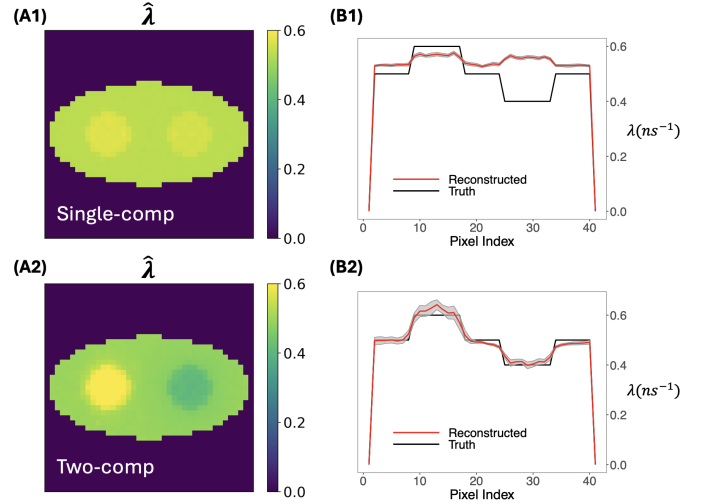 (A1)
λ̂
0.6
0.4
0.2
0.0
Single-comp
(B1)
0.6
0.4
0.2
0.0
λ(ns⁻¹)
Reconstructed
Truth
0
10
20
30
40
Pixel Index
(A2)
λ̂
0.6
0.4
0.2
0.0
Two-comp
(B2)
0.6
0.4
0.2
0.0
λ(ns⁻¹)
Reconstructed
Truth
0
10
20
30
40
Pixel Index